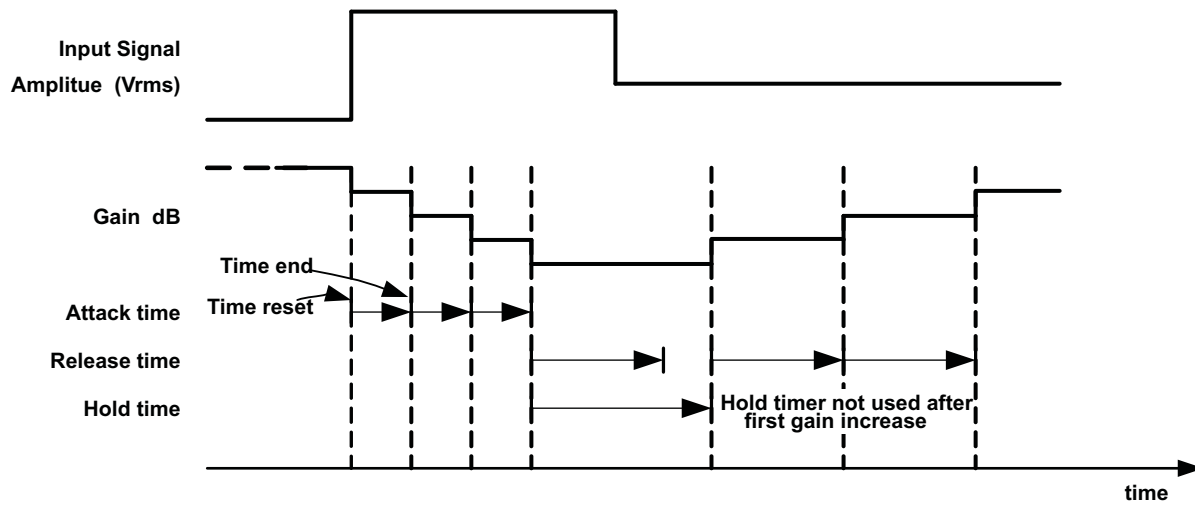 Input Signal
Amplitue (Vrms)
Gain dB
Time end
Time reset
Attack time
Release time
Hold time
Hold timer not used after
first gain increase
time